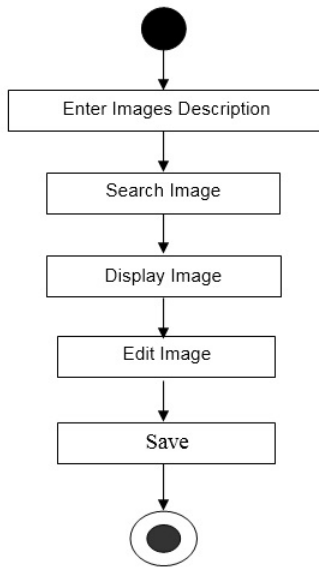 Enter Images Description
Search Image
Display Image
Edit Image
Save